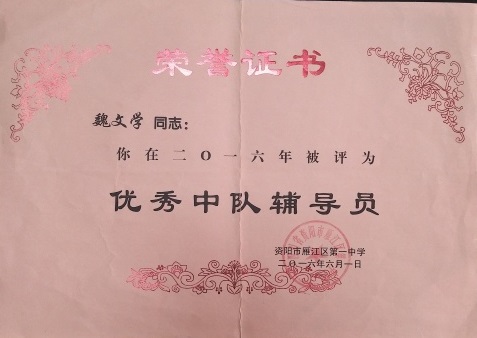 荣誉证书
魏文学 同志:
你在二〇一六年被评为
优秀中队辅导员
资阳市雁江区第一中学
二〇一六年六月一日